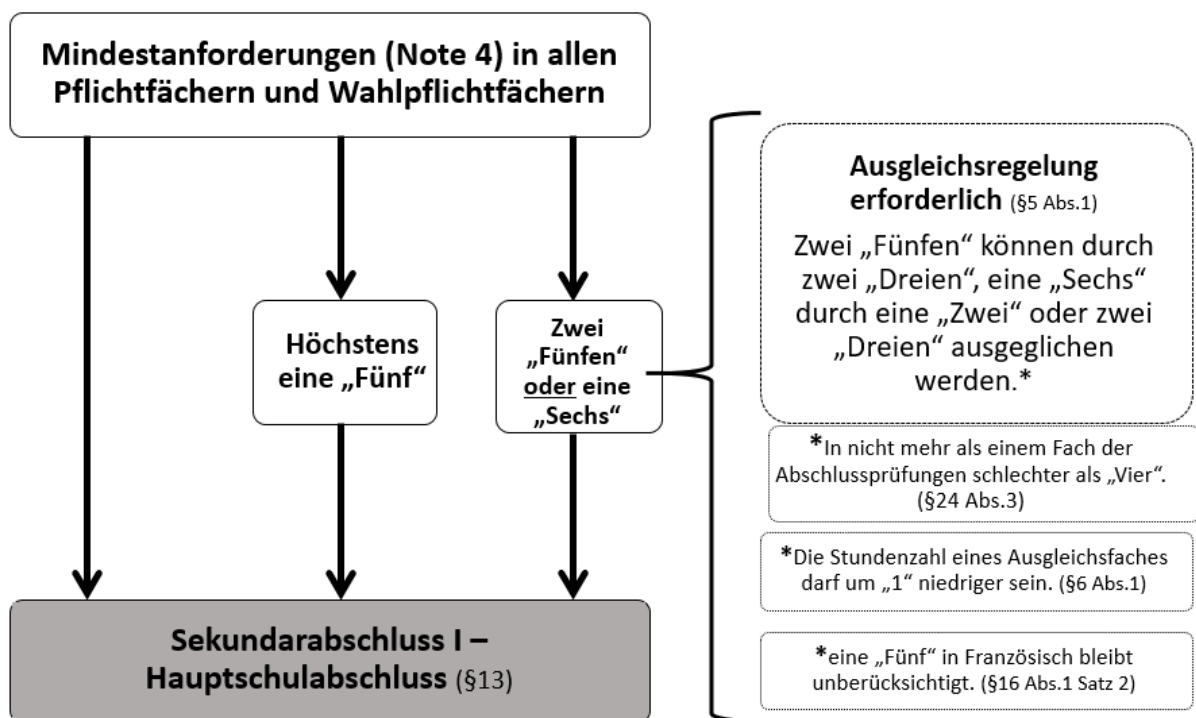 Mindestanforderungen (Note 4) in allen
Pflichtfächern und Wahlpflichtfächern
Höchstens
eine „Fünf“
Zwei
„Fünfen“
oder eine
„Sechs“
Sekundarabschluss I –
Hauptschulabschluss (§13)
Ausgleichsregelung
erforderlich (§5 Abs.1)
Zwei „Fünfen“ können durch
zwei „Dreien“, eine „Sechs“
durch eine „Zwei“ oder zwei
„Dreien“ ausgeglichen
werden.*
*In nicht mehr als einem Fach der
Abschlussprüfungen schlechter als „Vier“.
(§24 Abs.3)
*Die Stundenzahl eines Ausgleichsfaches
darf um „1“ niedriger sein. (§6 Abs.1)
*eine „Fünf“ in Französisch bleibt
unberücksichtigt. (§16 Abs.1 Satz 2)